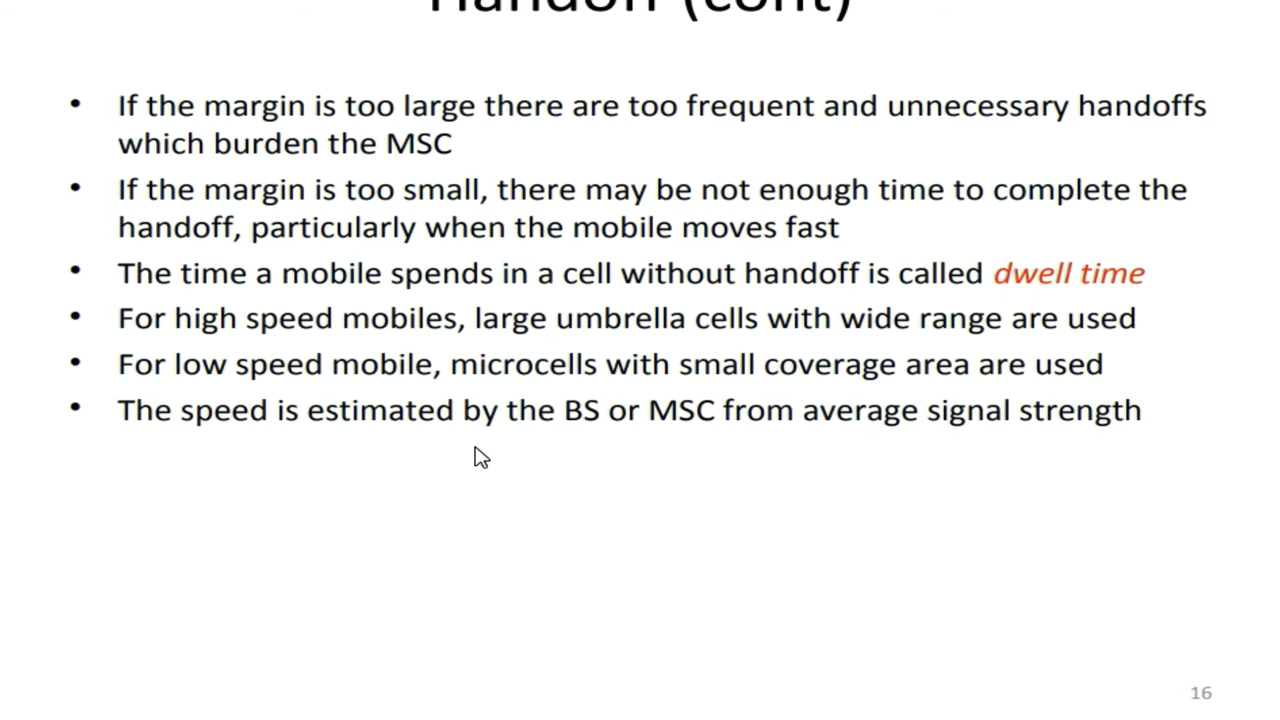 Handoff (cont)
• If the margin is too large there are too frequent and unnecessary handoffs
which burden the MSC
• If the margin is too small, there may be not enough time to complete the
handoff, particularly when the mobile moves fast
• The time a mobile spends in a cell without handoff is called dwell time
• For high speed mobiles, large umbrella cells with wide range are used
• For low speed mobile, microcells with small coverage area are used
• The speed is estimated by the BS or MSC from average signal strength
16